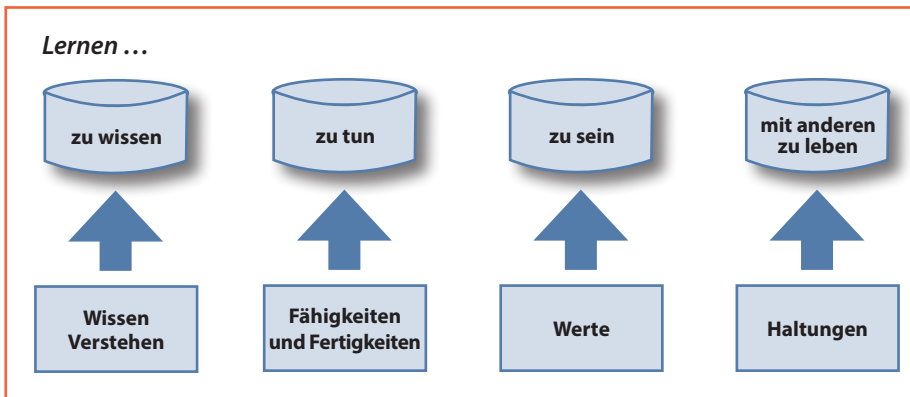 Lernen …
zu wissen
zu tun
zu sein
mit anderen
zu leben
Wissen
Verstehen
Fähigkeiten
und Fertigkeiten
Werte
Haltungen